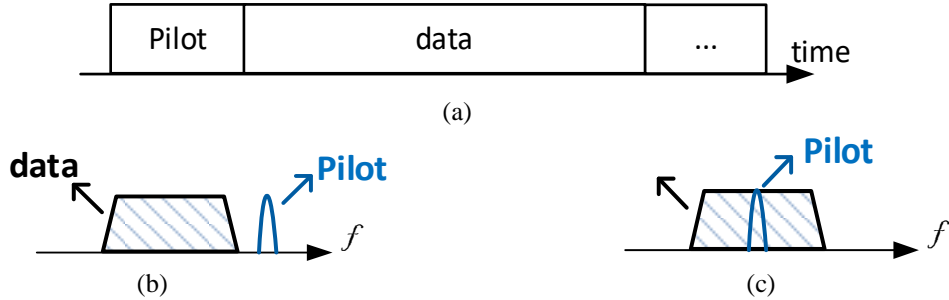 Pilot data ... time
(a)
data Pilot Pilot
f f
(b) (c)